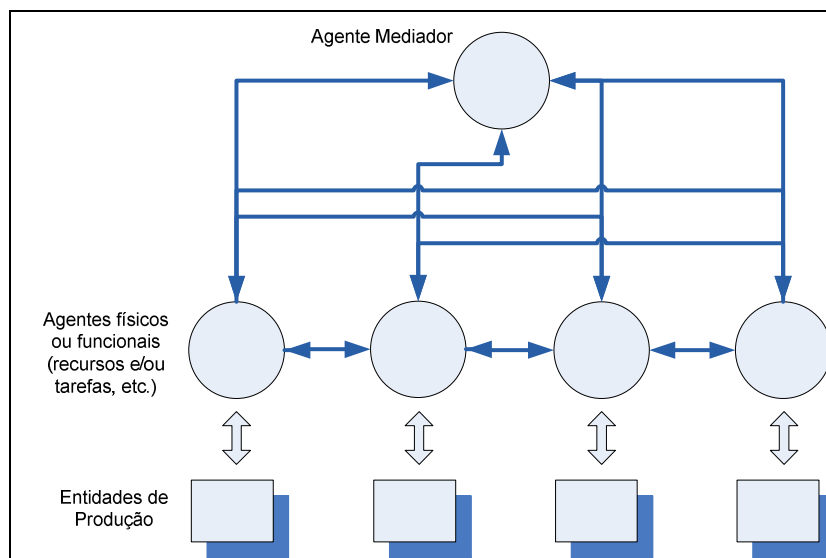 Agente Mediador
Agentes físicos
ou funcionais
(recursos e/ou
tarefas, etc.)
Entidades de
Produção